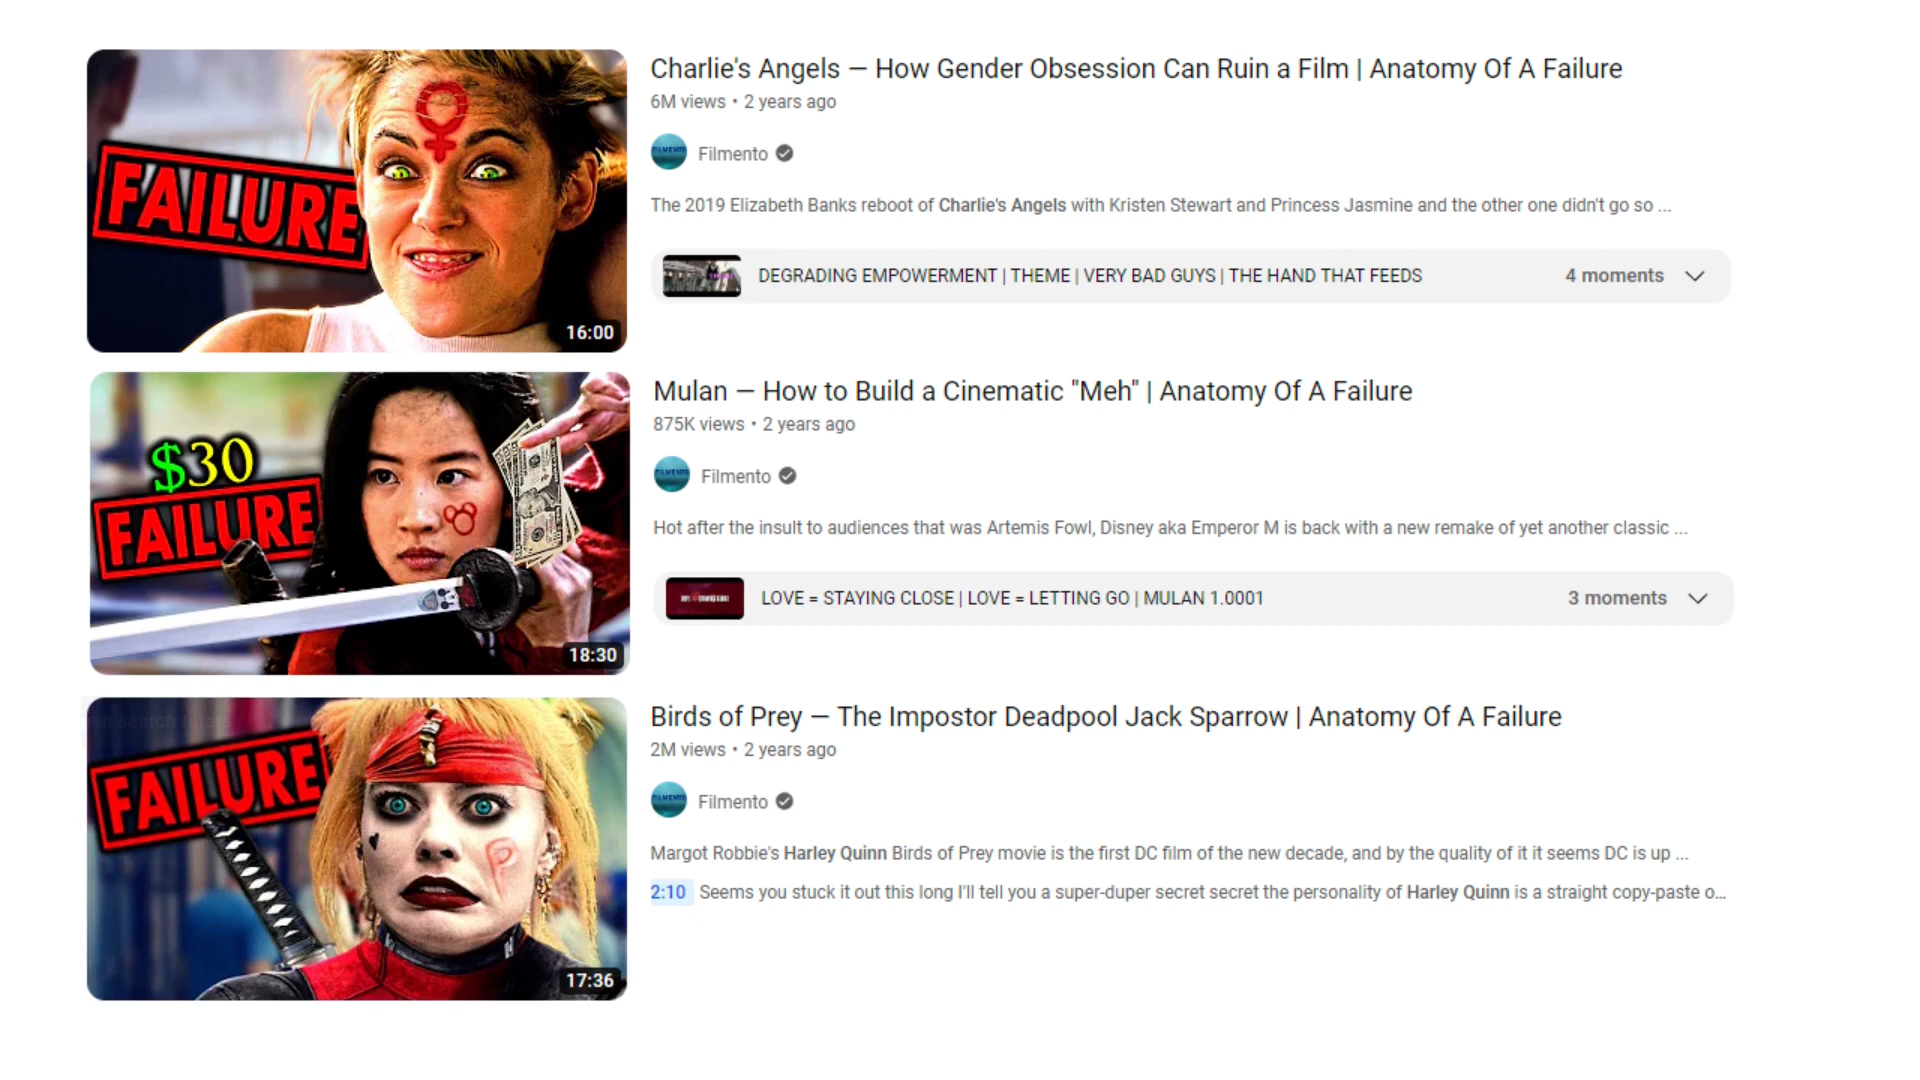 Charlie's Angels — How Gender Obsession Can Ruin a Film | Anatomy Of A Failure
6M views • 2 years ago
Filmento
The 2019 Elizabeth Banks reboot of Charlie's Angels with Kristen Stewart and Princess Jasmine and the other one didn't go so ...
DEGRADING EMPOWERMENT | THEME | VERY BAD GUYS | THE HAND THAT FEEDS
4 moments
FAILURE
16:00
Mulan — How to Build a Cinematic "Meh" | Anatomy Of A Failure
875K views • 2 years ago
Filmento
Hot after the insult to audiences that was Artemis Fowl, Disney aka Emperor M is back with a new remake of yet another classic ...
LOVE = STAYING CLOSE | LOVE = LETTING GO | MULAN 1.0001
3 moments
$30
FAILURE
18:30
Birds of Prey — The Impostor Deadpool Jack Sparrow | Anatomy Of A Failure
2M views • 2 years ago
Filmento
Margot Robbie's Harley Quinn Birds of Prey movie is the first DC film of the new decade, and by the quality of it it seems DC is up ...
2:10 Seems you stuck it out this long I'll tell you a super-duper secret secret the personality of Harley Quinn is a straight copy-paste o...
FAILURE
17:36